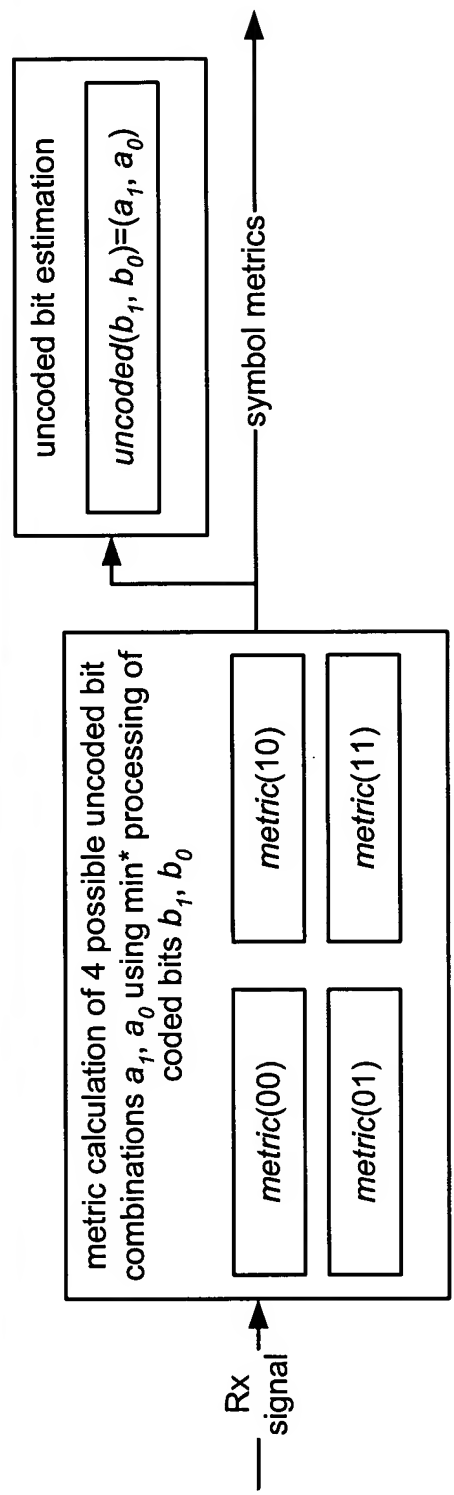 Rx
signal
metric calculation of 4 possible uncoded bit
combinations a₁, a₀ using min* processing of
coded bits b₁, b₀
metric(00)
metric(10)
metric(01)
metric(11)
uncoded bit estimation
uncoded(b₁, b₀)=(a₁, a₀)
symbol metrics